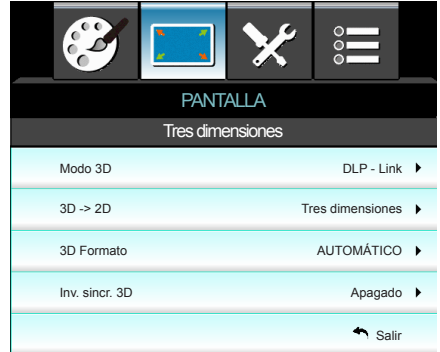 PANTALLA
Tres dimensiones
Modo 3D DLP - Link
3D -> 2D Tres dimensiones
3D Formato AUTOMÁTICO
Inv. sincr. 3D Apagado
Salir